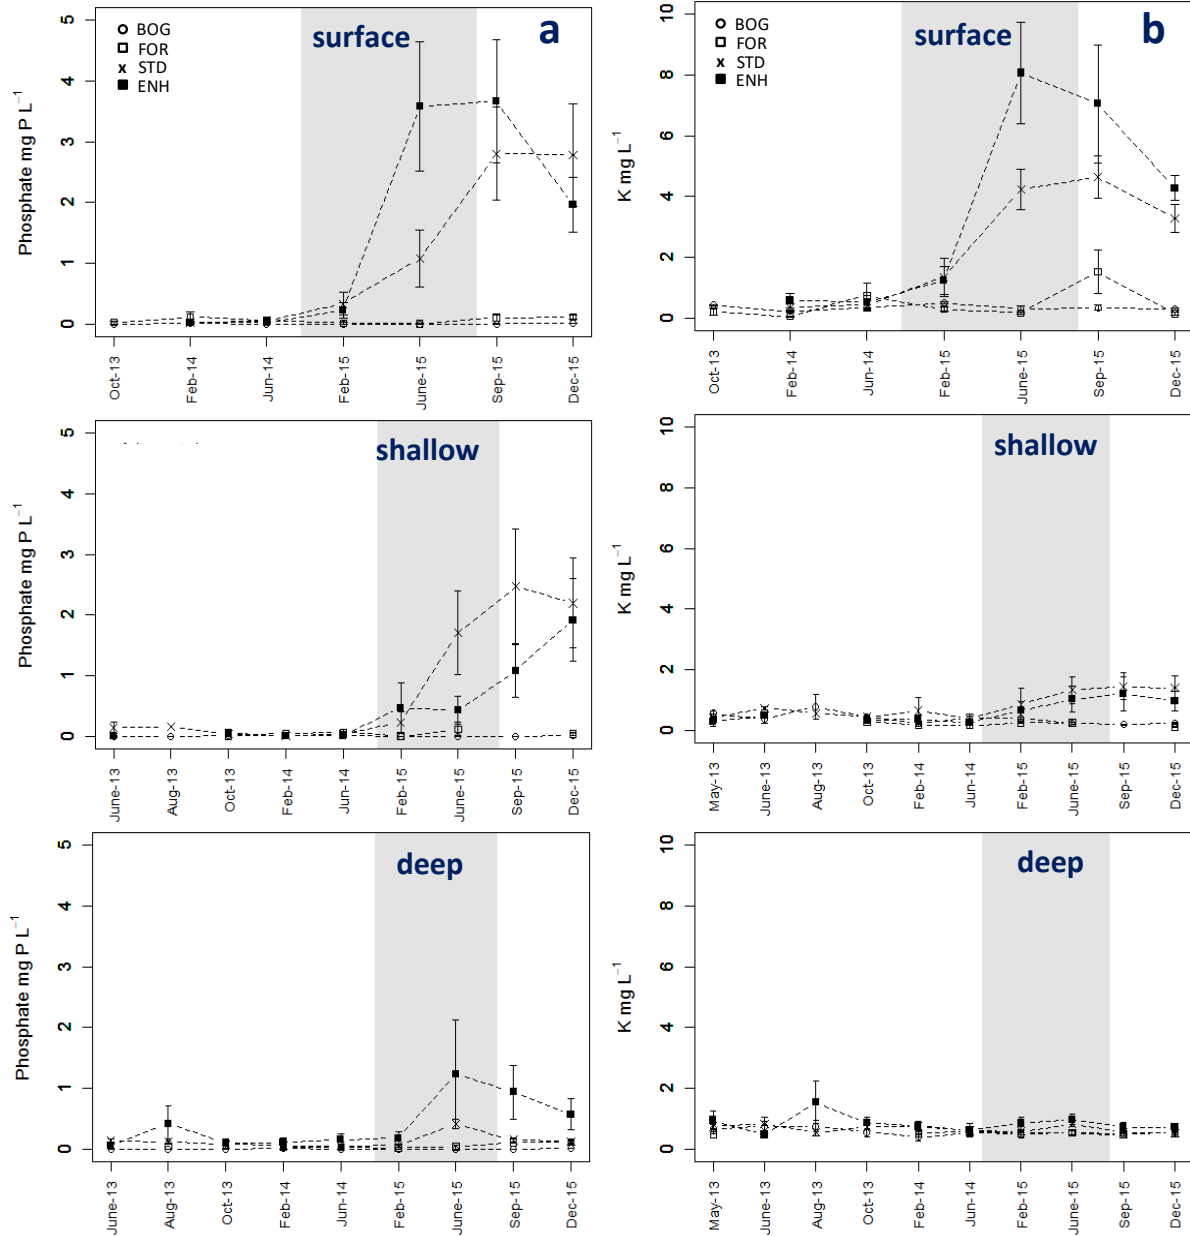 surface
a
BOG
FOR
STD
ENH
Phosphate mg P L⁻¹
5
4
3
2
1
0
Oct-13
Feb-14
Jun-14
Feb-15
June-15
Sep-15
Dec-15
surface
b
BOG
FOR
STD
ENH
K mg L⁻¹
10
8
6
4
2
0
Oct-13
Feb-14
Jun-14
Feb-15
June-15
Sep-15
Dec-15
shallow
Phosphate mg P L⁻¹
5
4
3
2
1
0
June-13
Aug-13
Oct-13
Feb-14
Jun-14
Feb-15
June-15
Sep-15
Dec-15
shallow
K mg L⁻¹
10
8
6
4
2
0
May-13
June-13
Aug-13
Oct-13
Feb-14
Jun-14
Feb-15
June-15
Sep-15
Dec-15
deep
Phosphate mg P L⁻¹
5
4
3
2
1
0
June-13
Aug-13
Oct-13
Feb-14
Jun-14
Feb-15
June-15
Sep-15
Dec-15
deep
K mg L⁻¹
10
8
6
4
2
0
May-13
June-13
Aug-13
Oct-13
Feb-14
Jun-14
Feb-15
June-15
Sep-15
Dec-15